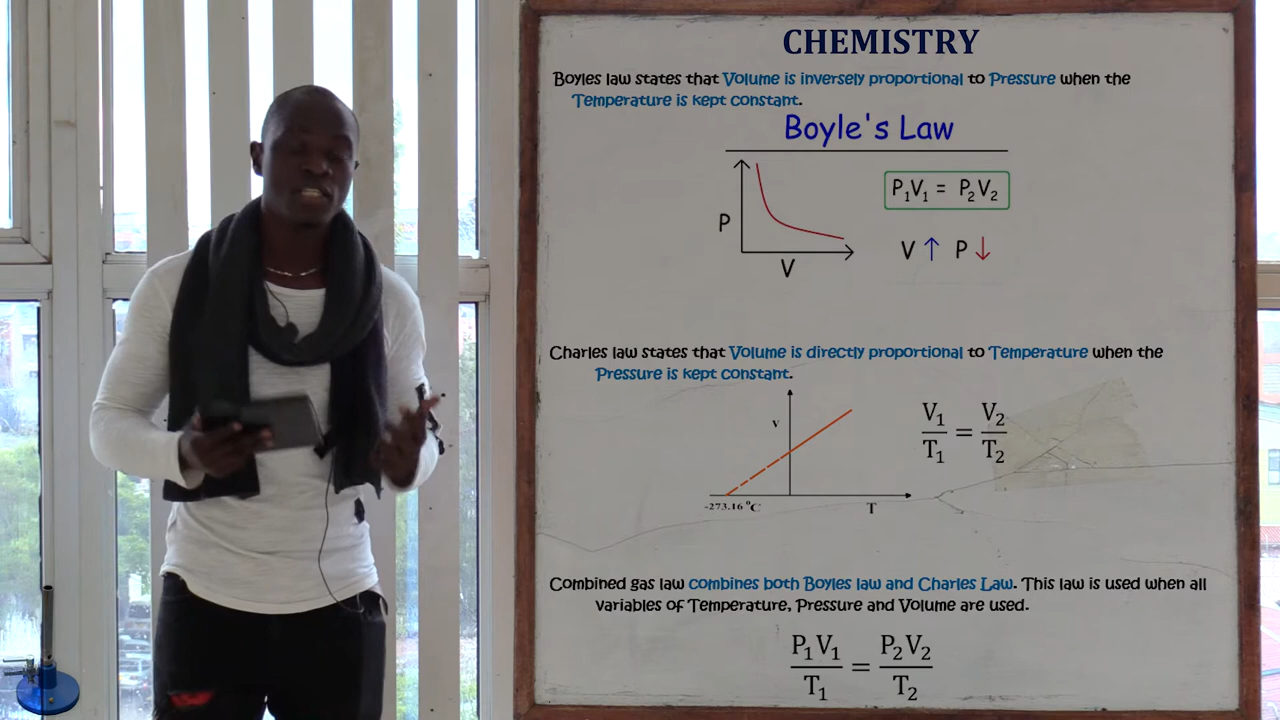 CHEMISTRY
Boyles law states that Volume is inversely proportional to Pressure when the
Temperature is kept constant.
Boyle's Law
P
V
P₁V₁ = P₂V₂
V ↑ P ↓
Charles law states that Volume is directly proportional to Temperature when the
Pressure is kept constant.
V
-273.16 °C
T
V₁/T₁ = V₂/T₂
Combined gas law combines both Boyles law and Charles Law. This law is used when all
variables of Temperature, Pressure and Volume are used.
P₁V₁/T₁ = P₂V₂/T₂